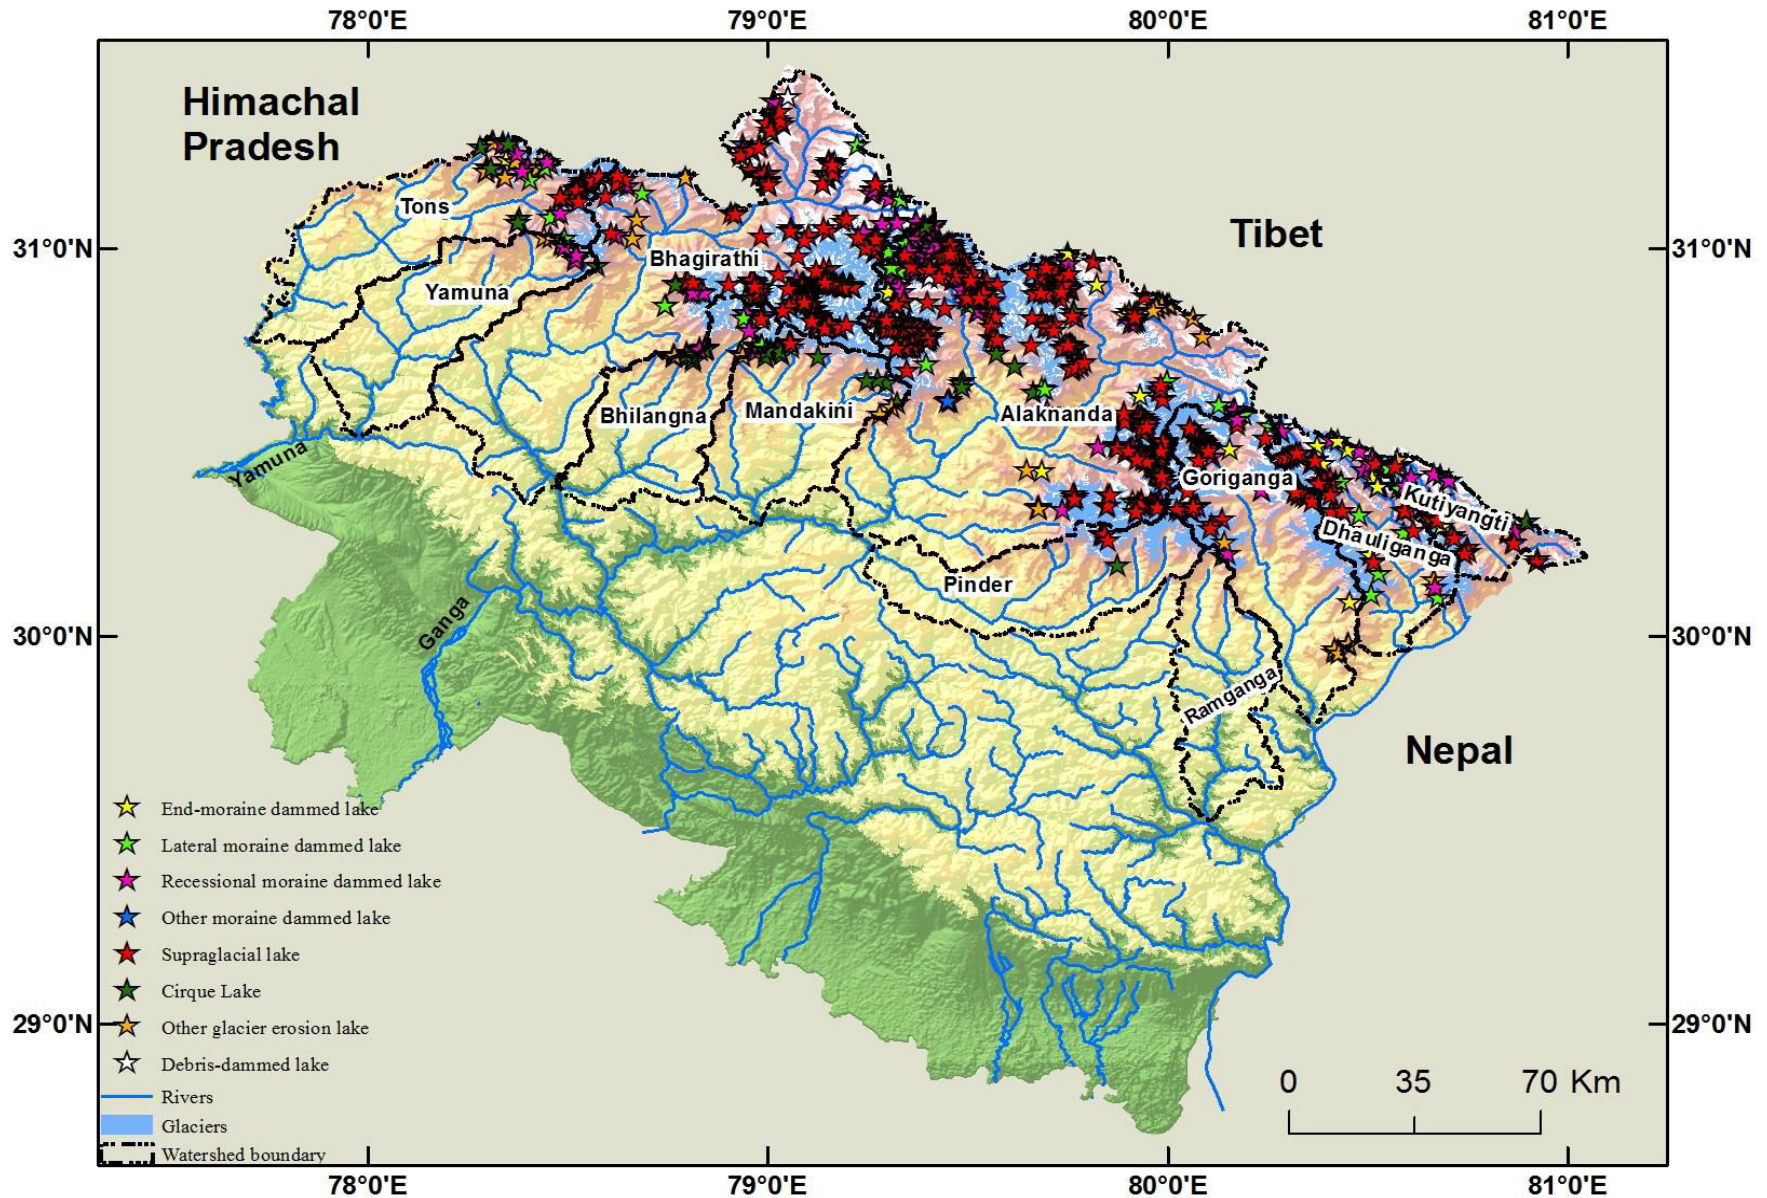 78°0'E
79°0'E
80°0'E
81°0'E
Himachal
Pradesh
Tibet
Tons
31°0'N
31°0'N
Bhagirathi
Yamuna
Bhilangna
Mandakini
Alaknanda
Yamuna
Goriganga
Kutiyangti
Dhauliganga
Pinder
Ganga
30°0'N
30°0'N
Ramganga
Nepal
End-moraine dammed lake
Lateral moraine dammed lake
Recessional moraine dammed lake
Other moraine dammed lake
Supraglacial lake
Cirque Lake
Other glacier erosion lake
Debris-dammed lake
Rivers
Glaciers
Watershed boundary
29°0'N
29°0'N
0 35 70 Km
78°0'E
79°0'E
80°0'E
81°0'E